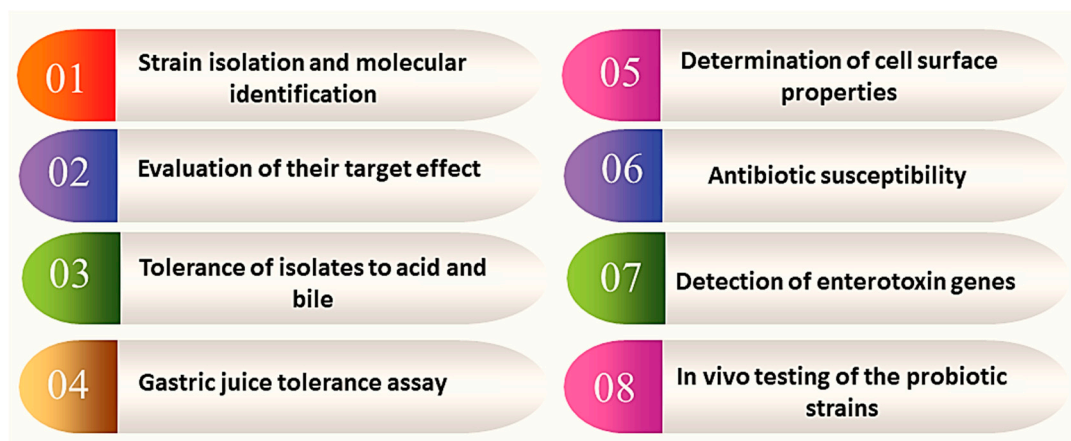 01
Strain isolation and molecular
identification
02
Evaluation of their target effect
03
Tolerance of isolates to acid and
bile
04
Gastric juice tolerance assay
05
Determination of cell surface
properties
06
Antibiotic susceptibility
07
Detection of enterotoxin genes
08
In vivo testing of the probiotic
strains